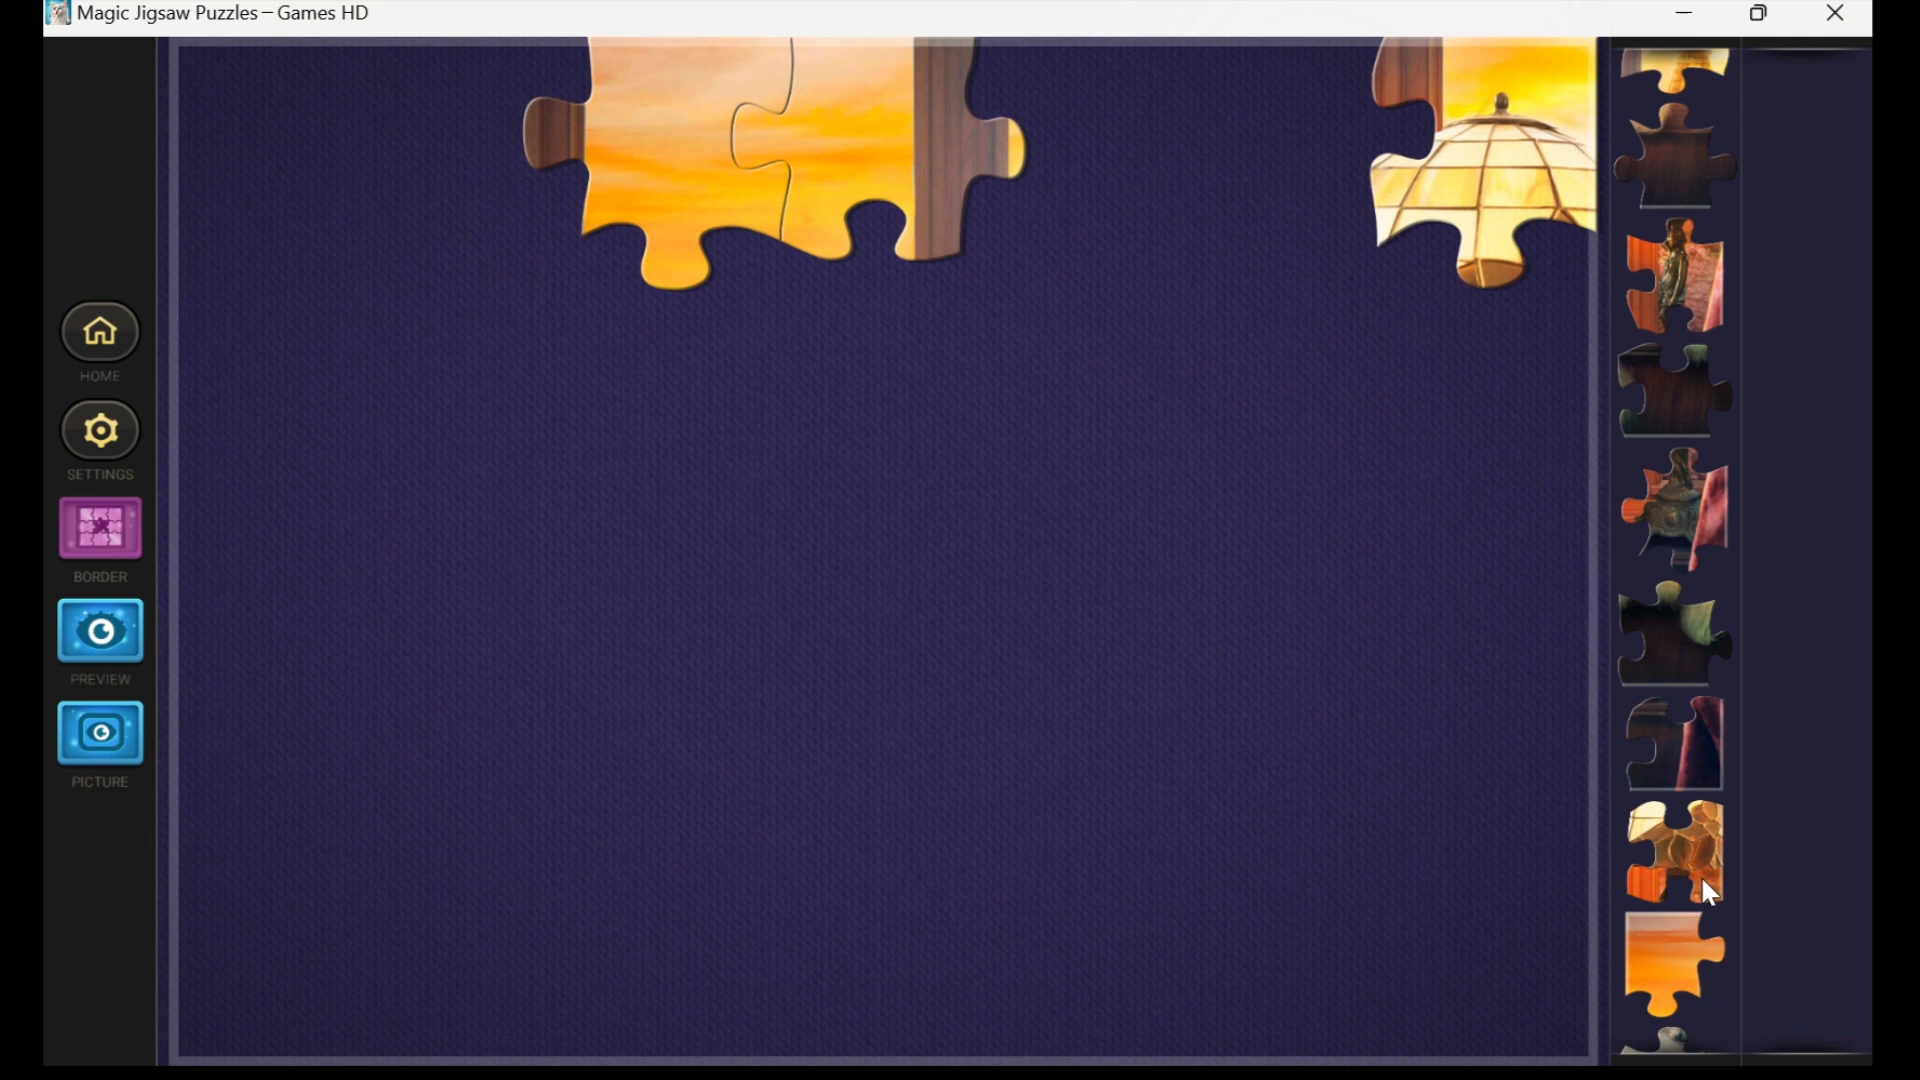 Magic Jigsaw Puzzles – Games HD
HOME
SETTINGS
BORDER
PREVIEW
PICTURE